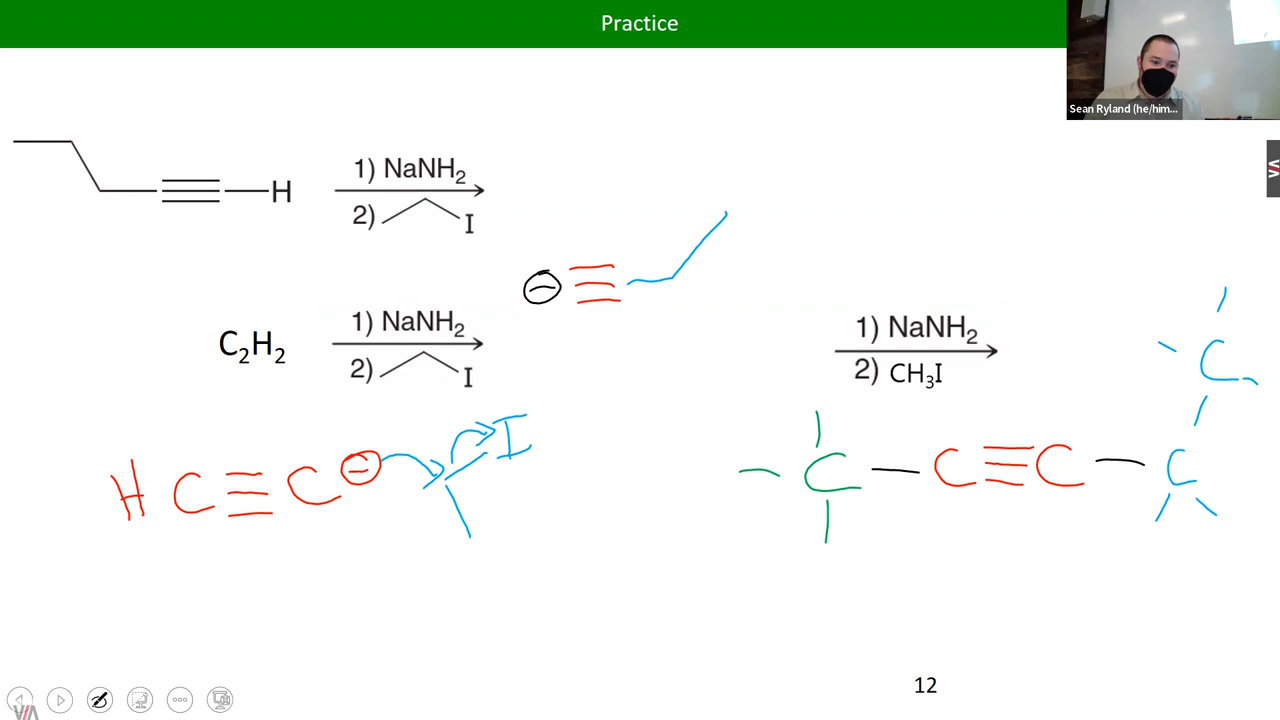 Practice
Sean Ryland (he/him...
H
1) NaNH₂
2) I
C₂H₂
1) NaNH₂
2) I
⊖
1) NaNH₂
2) CH₃I
H C≡C ⊖ I
C — C≡C — C
C
12